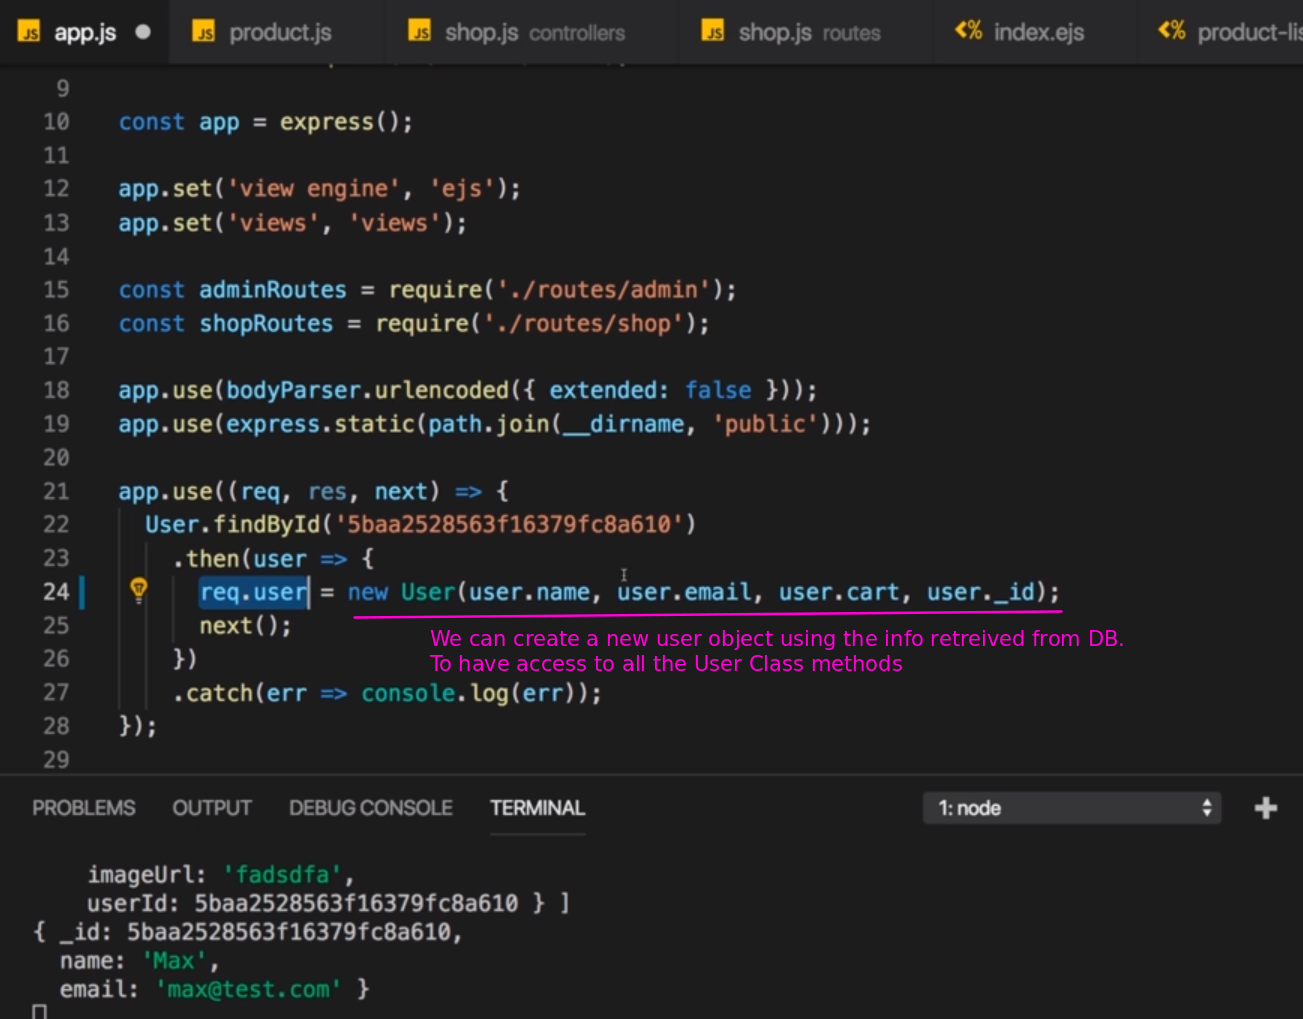 JS app.js JS product.js JS shop.js controllers JS shop.js routes <% index.ejs <% product-lis
9
10 const app = express();
11
12 app.set('view engine', 'ejs');
13 app.set('views', 'views');
14
15 const adminRoutes = require('./routes/admin');
16 const shopRoutes = require('./routes/shop');
17
18 app.use(bodyParser.urlencoded({ extended: false }));
19 app.use(express.static(path.join(__dirname, 'public')));
20
21 app.use((req, res, next) => {
22 User.findById('5baa2528563f16379fc8a610')
23 .then(user => {
24 req.user = new User(user.name, user.email, user.cart, user._id);
25 next();
We can create a new user object using the info retreived from DB.
To have access to all the User Class methods
26 })
27 .catch(err => console.log(err));
28 });
29
PROBLEMS OUTPUT DEBUG CONSOLE TERMINAL 1: node
imageUrl: 'fadsdfa',
userId: 5baa2528563f16379fc8a610 } ]
{ _id: 5baa2528563f16379fc8a610,
name: 'Max',
email: 'max@test.com' }